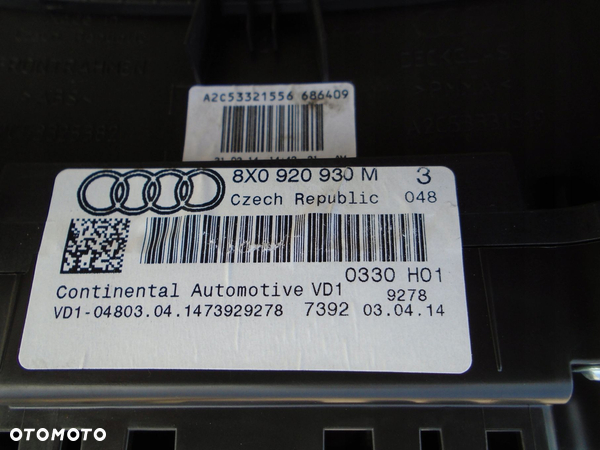 A2C53321556 686409
8X0 920 930 M 3
Czech Republic 048
0330 H01
Continental Automotive VD1 9278
VD1-04803.04.1473929278 7392 03.04.14
OTOMOTO